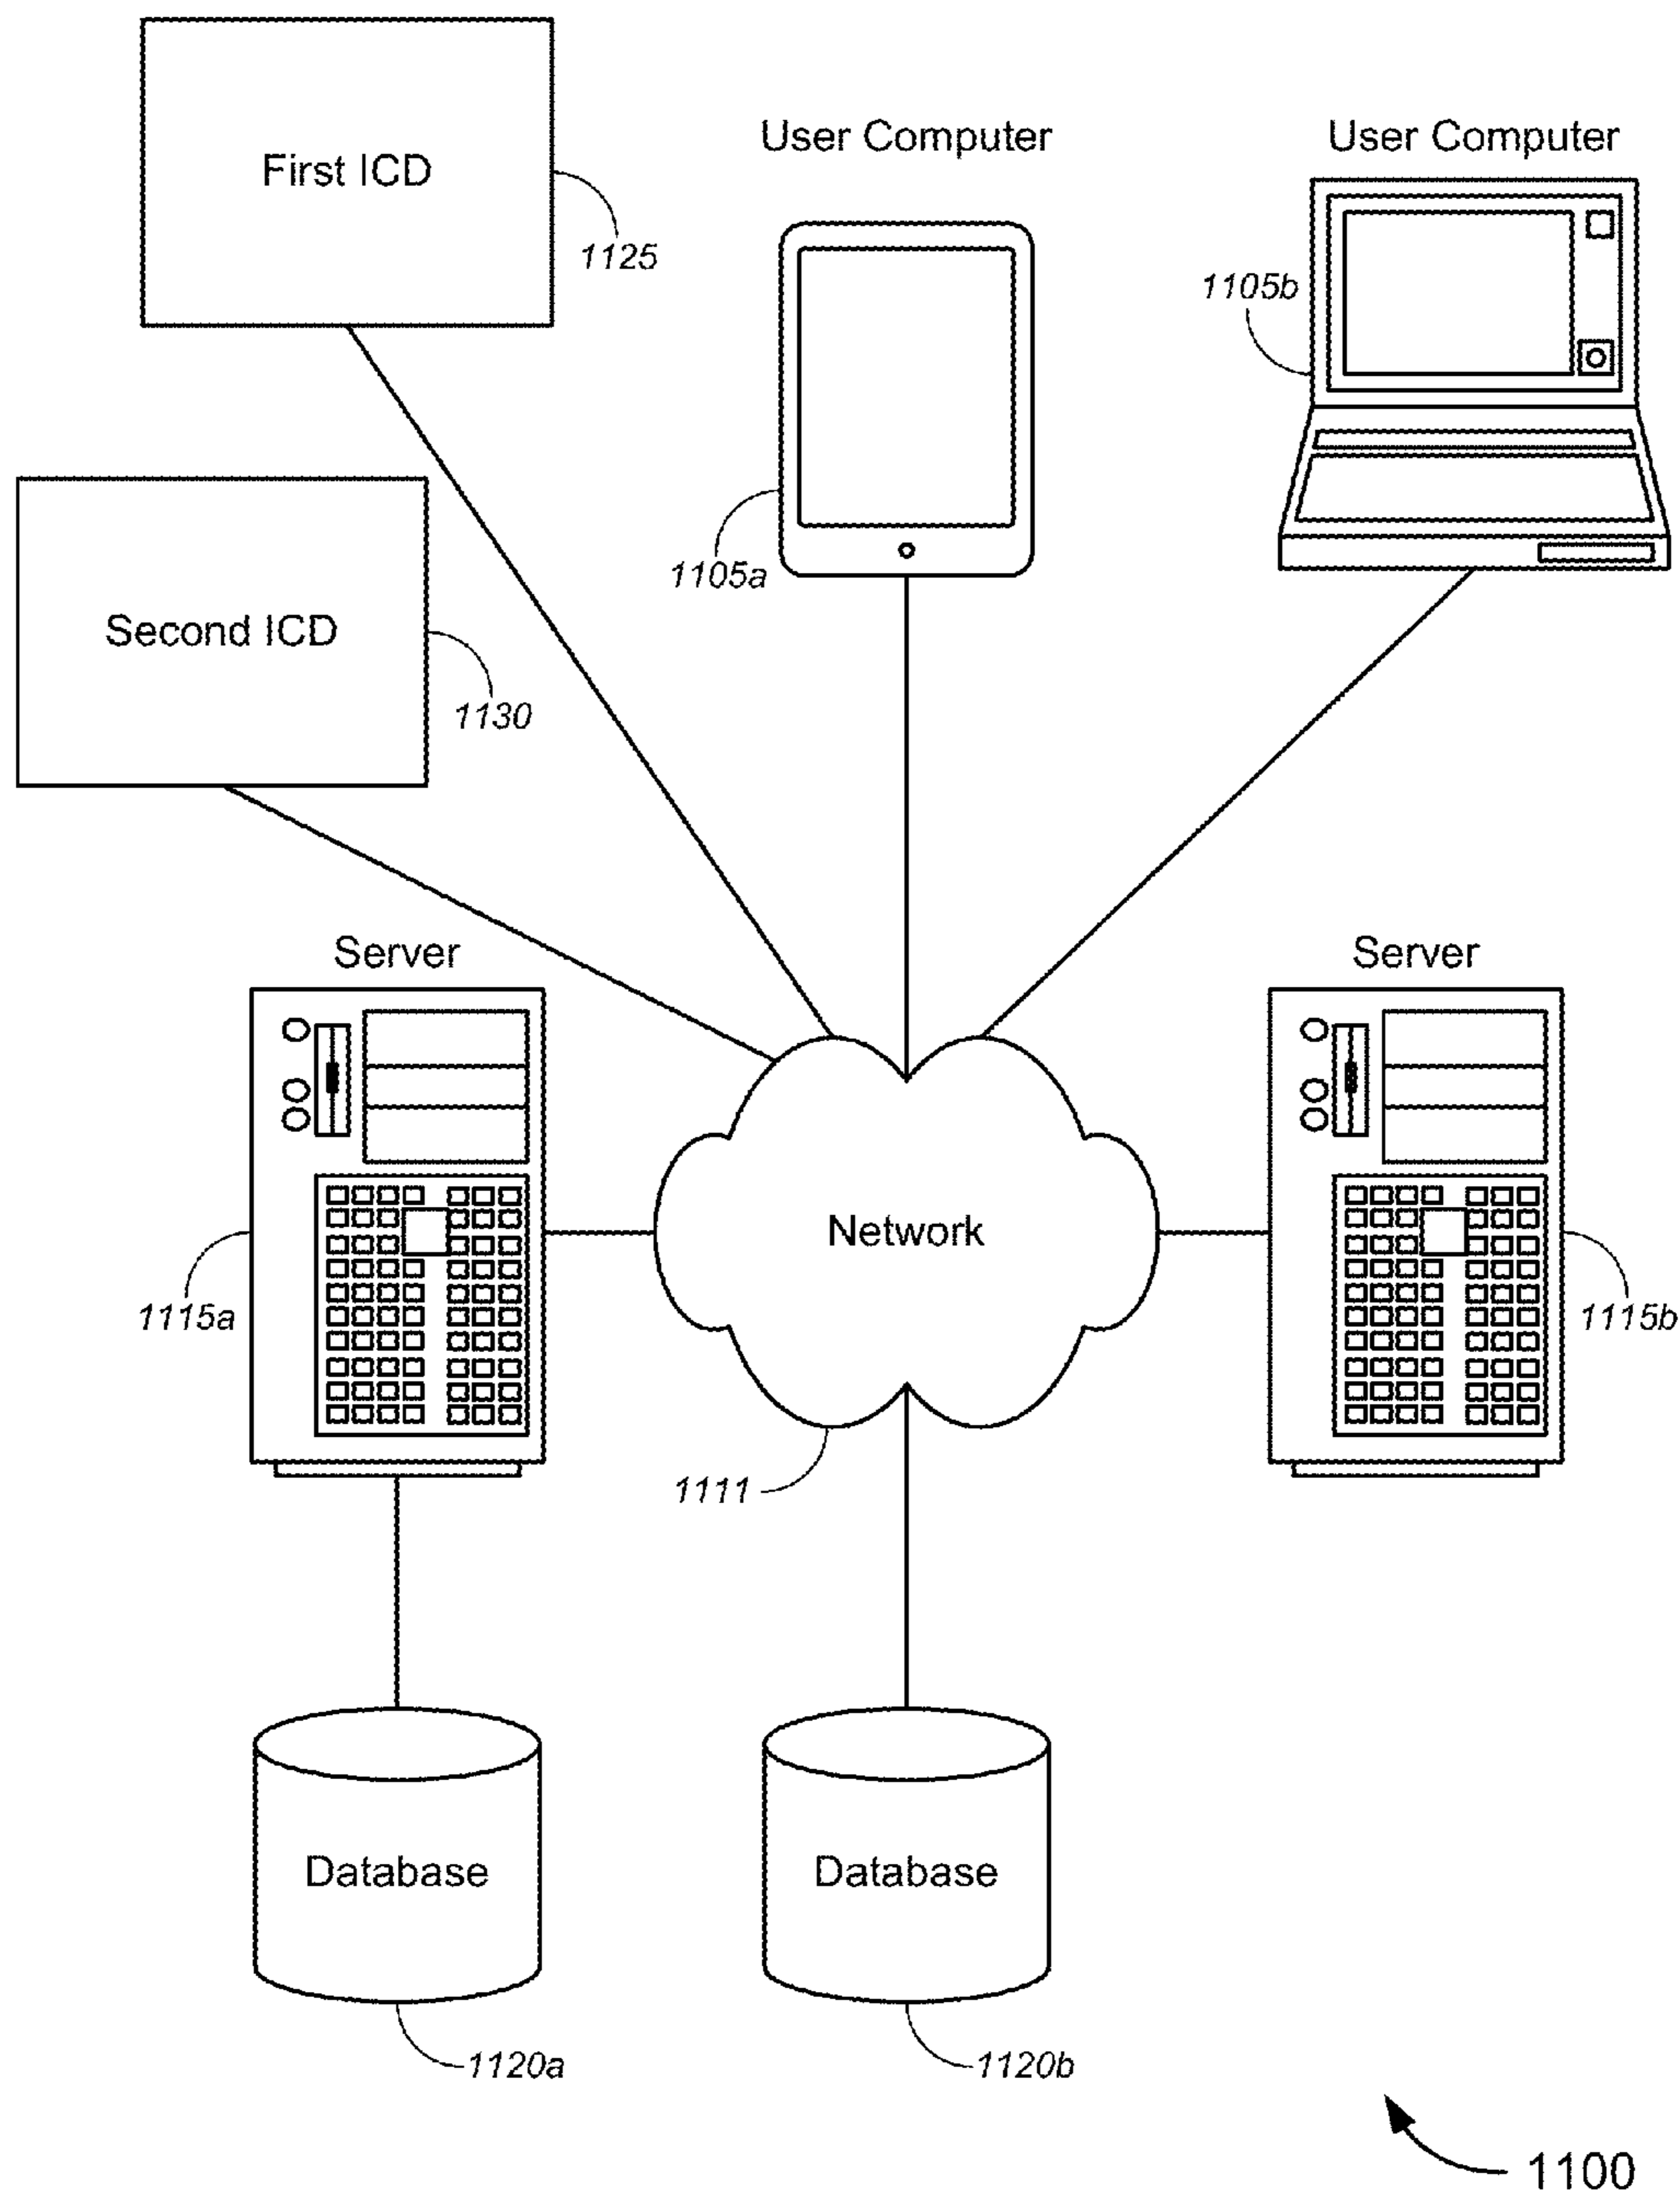 First ICD
1125
User Computer
User Computer
1105b
1105a
Second ICD
1130
Server
Server
Network
1115a
1115b
1111
Database
Database
1120a
1120b
1100